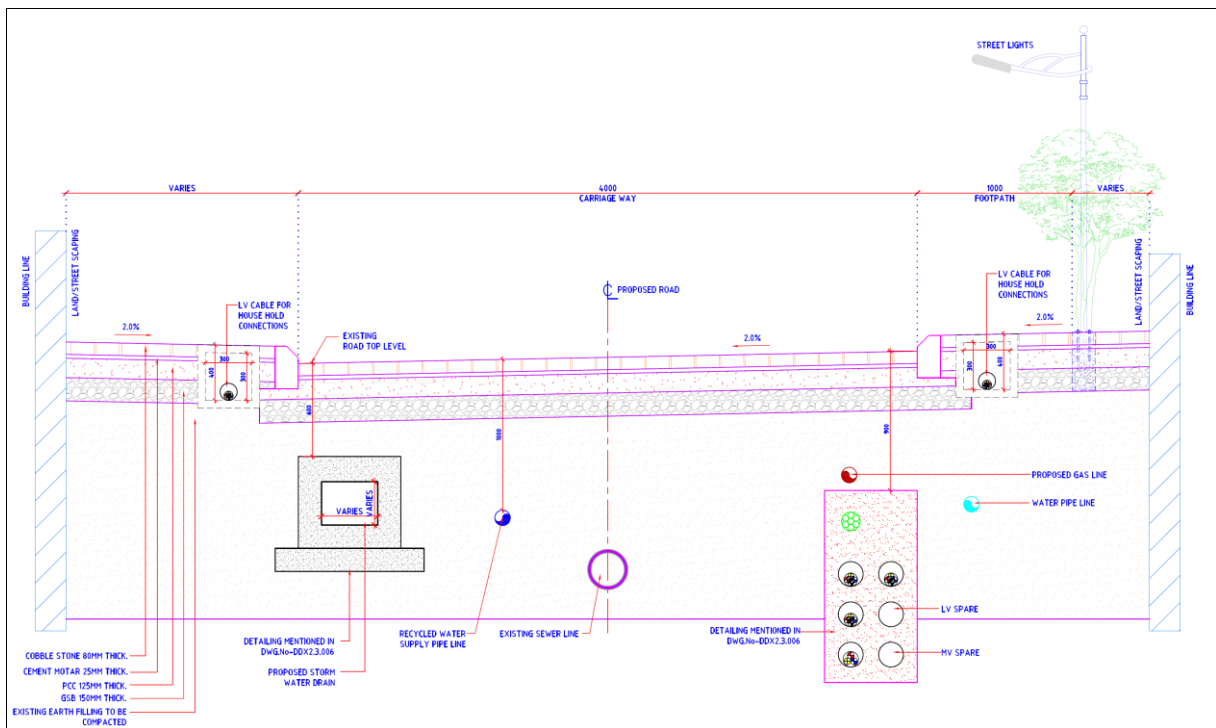 STREET LIGHTS
VARIES
4000
CARRIAGE WAY
1000
FOOTPATH
VARIES
BUILDING LINE
LAND/STREET SCAPING
LV CABLE FOR
HOUSE HOLD
CONNECTIONS
PROPOSED ROAD
LV CABLE FOR
HOUSE HOLD
CONNECTIONS
LAND/STREET SCAPING
BUILDING LINE
2.0%
EXISTING
ROAD TOP LEVEL
2.0%
2.0%
300
400
300
300
300
400
600
1000
900
VARIES
VARIES
PROPOSED GAS LINE
WATER PIPE LINE
LV SPARE
MV SPARE
DETAILING MENTIONED IN
DWG.No-DDX2.3.006
PROPOSED STORM
WATER DRAIN
RECYCLED WATER
SUPPLY PIPE LINE
EXISTING SEWER LINE
DETAILING MENTIONED IN
DWG.No-DDX2.3.006
COBBLE STONE 80MM THICK.
CEMENT MOTAR 25MM THICK.
PCC 125MM THICK.
GSB 150MM THICK.
EXISTING EARTH FILLING TO BE
COMPACTED